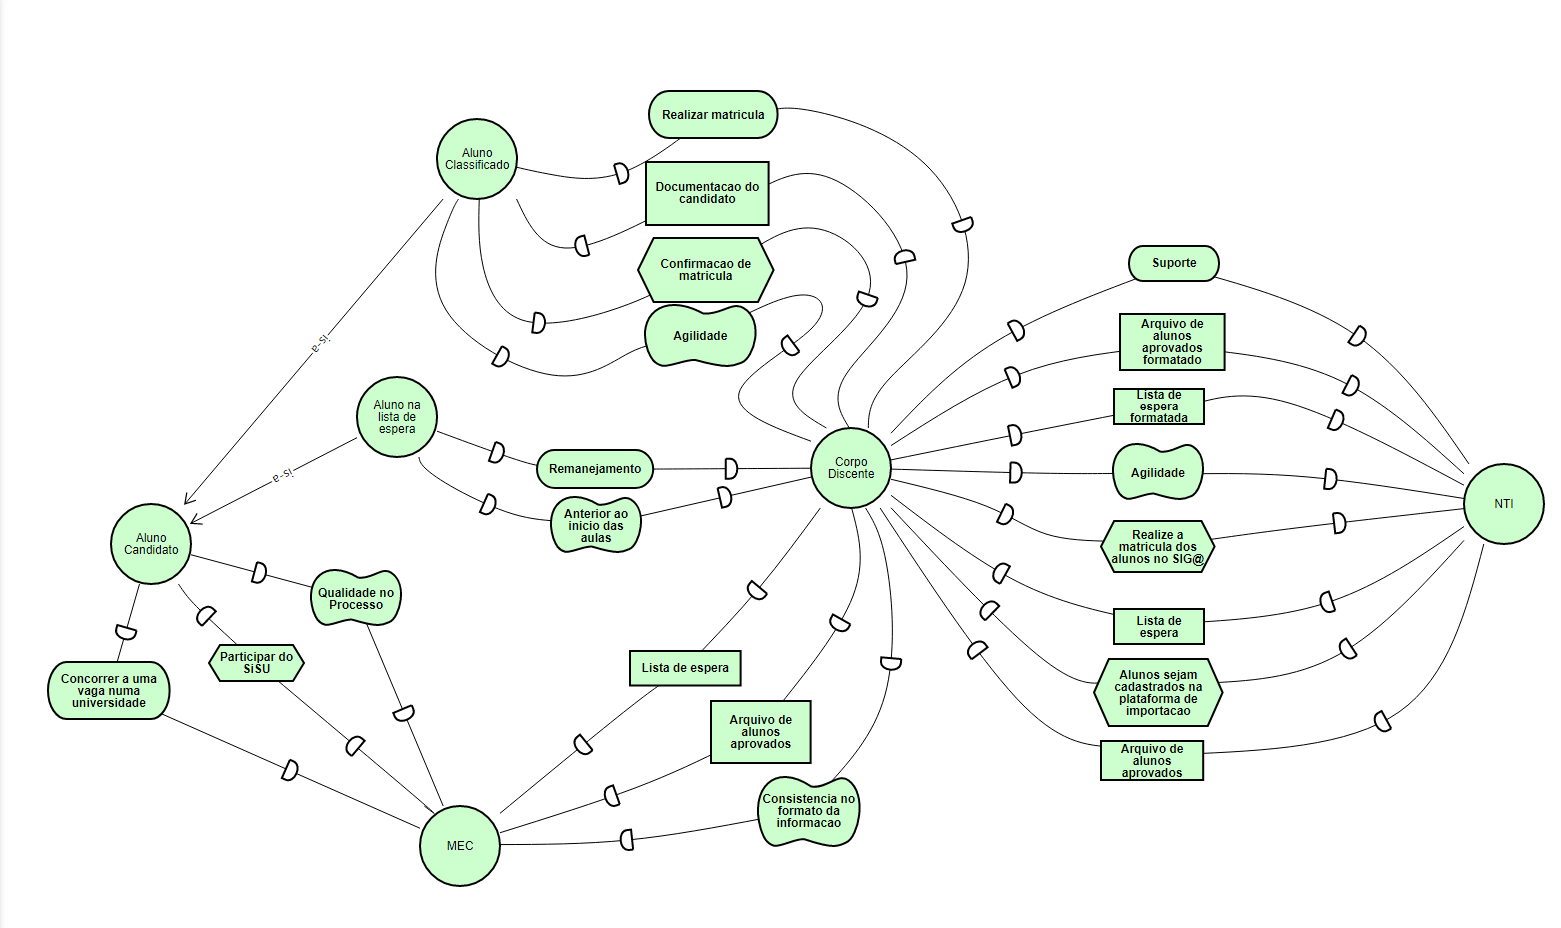 Realizar matricula
Aluno
Classificado
Documentacao do
candidato
Confirmacao de
matricula
Agilidade
is-a
Aluno na
lista de
espera
is-a
Remanejamento
Anterior ao
inicio das
aulas
Corpo
Discente
Suporte
Arquivo de
alunos
aprovados
formatado
Lista de
espera
formatada
Agilidade
Realize a
matricula dos
alunos no SIG@
NTI
Lista de
espera
Alunos sejam
cadastrados na
plataforma de
importacao
Arquivo de
alunos
aprovados
Aluno
Candidato
Qualidade no
Processo
Participar do
SiSU
Concorrer a uma
vaga numa
universidade
Lista de espera
Arquivo de
alunos
aprovados
Consistencia no
formato da
informacao
MEC